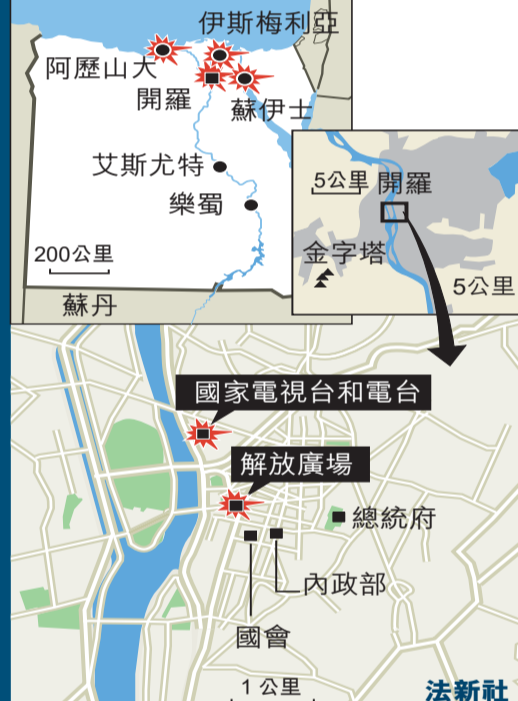 伊斯梅利亞
阿歷山大
開羅
蘇伊士
艾斯尤特
樂蜀
200公里
蘇丹
5公里
開羅
金字塔
5公里
國家電視台和電台
解放廣場
總統府
內政部
國會
1 公里
法新社